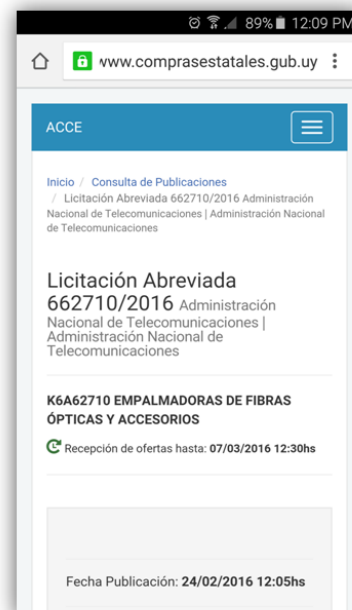 89% 12:09 PM
www.comprasestatales.gub.uy
ACCE
Inicio / Consulta de Publicaciones
/ Licitación Abreviada 662710/2016 Administración
Nacional de Telecomunicaciones | Administración Nacional
de Telecomunicaciones
Licitación Abreviada
662710/2016 Administración
Nacional de Telecomunicaciones |
Administración Nacional de
Telecomunicaciones
K6A62710 EMPALMADORAS DE FIBRAS
ÓPTICAS Y ACCESORIOS
Recepción de ofertas hasta: 07/03/2016 12:30hs
Fecha Publicación: 24/02/2016 12:05hs